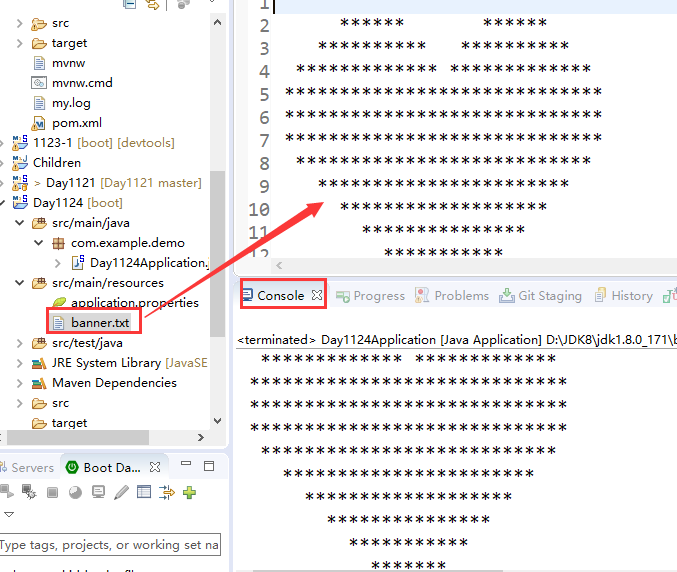 src
target
mvnw
mvnw.cmd
my.log
pom.xml
1123-1 [boot] [devtools]
Children
> Day1121 [Day1121 master]
Day1124 [boot]
src/main/java
com.example.demo
Day1124Application.j
src/main/resources
application.properties
banner.txt
src/test/java
JRE System Library [JavaSE
Maven Dependencies
src
target
Servers
Boot Da...
Type tags, projects, or working set na
1
2 ****** ******
3 ********** **********
4 ************* *************
5 *****************************
6 *****************************
7 *****************************
8 ***************************
9 ***********************
10 *******************
11 ***************
12 ***********
Console
Progress
Problems
Git Staging
History
<terminated> Day1124Application [Java Application] D:\JDK8\jdk1.8.0_171\b
************* *************
*****************************
*****************************
*****************************
***************************
***********************
*******************
***************
***********
*******